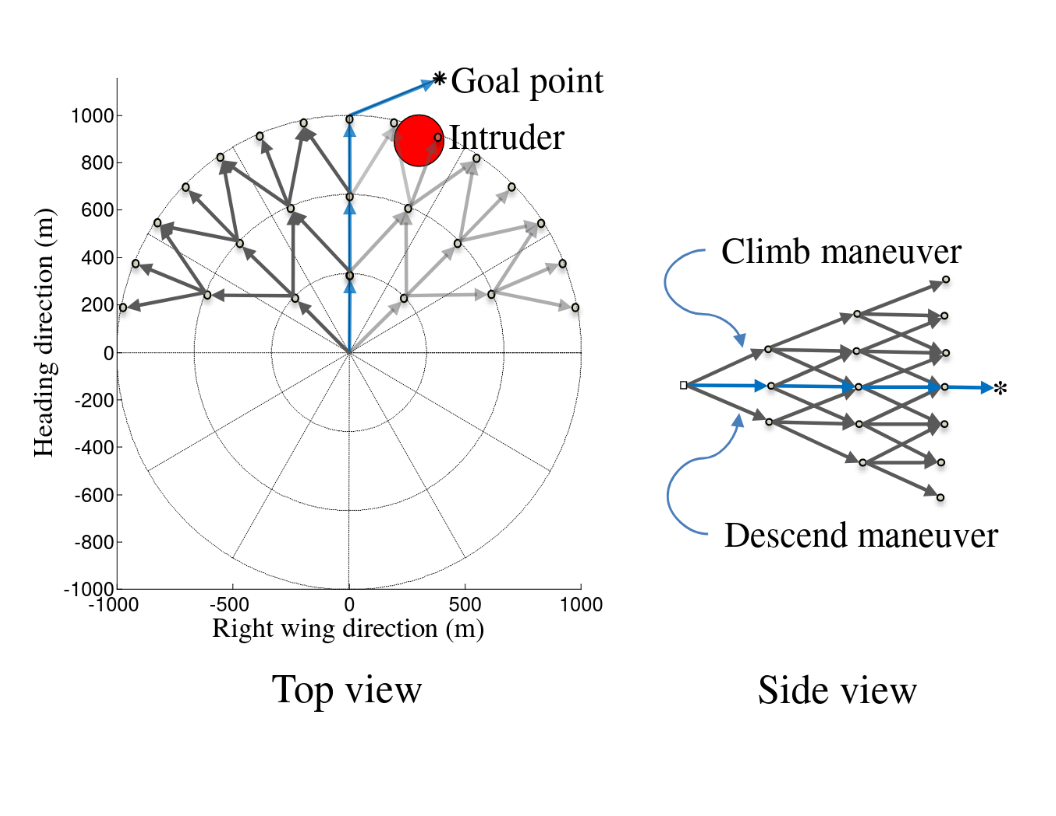 Goal point
Intruder
1000
800
600
400
200
0
-200
-400
-600
-800
-1000
Heading direction (m)
-1000 -500 0 500 1000
Right wing direction (m)
Top view
Climb maneuver
*
Descend maneuver
Side view